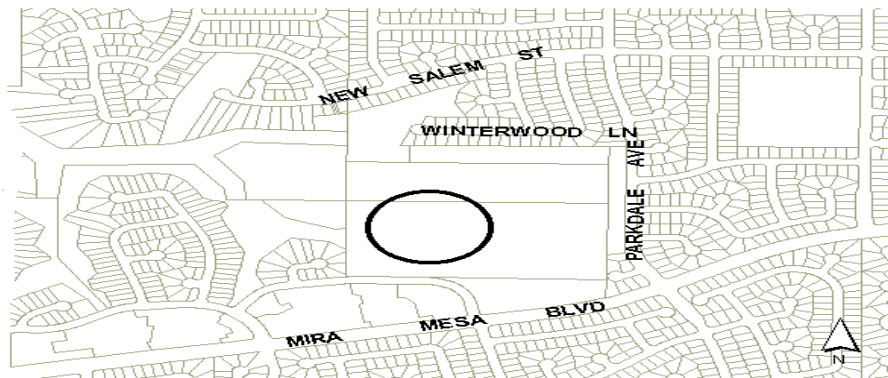 NEW SALEM ST
WINTERWOOD LN
PARKDALE AVE
MIRA MESA BLVD
N